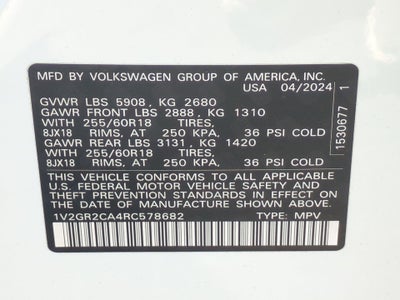 MFD BY VOLKSWAGEN GROUP OF AMERICA, INC.
USA 04/2024
GVWR LBS 5908, KG 2680
GAWR FRONT LBS 2888, KG 1310
WITH 255/60R18 TIRES,
8JX18 RIMS, AT 250 KPA, 36 PSI COLD
GAWR REAR LBS 3131, KG 1420
WITH 255/60R18 TIRES,
8JX18 RIMS, AT 250 KPA, 36 PSI COLD
THIS VEHICLE CONFORMS TO ALL APPLICABLE
U.S. FEDERAL MOTOR VEHICLE SAFETY AND
THEFT PREVENTION STANDARDS IN EFFECT ON
THE DATE OF MANUFACTURE SHOWN ABOVE.
1V2GR2CA4RC578682 TYPE: MPV
1530677 1